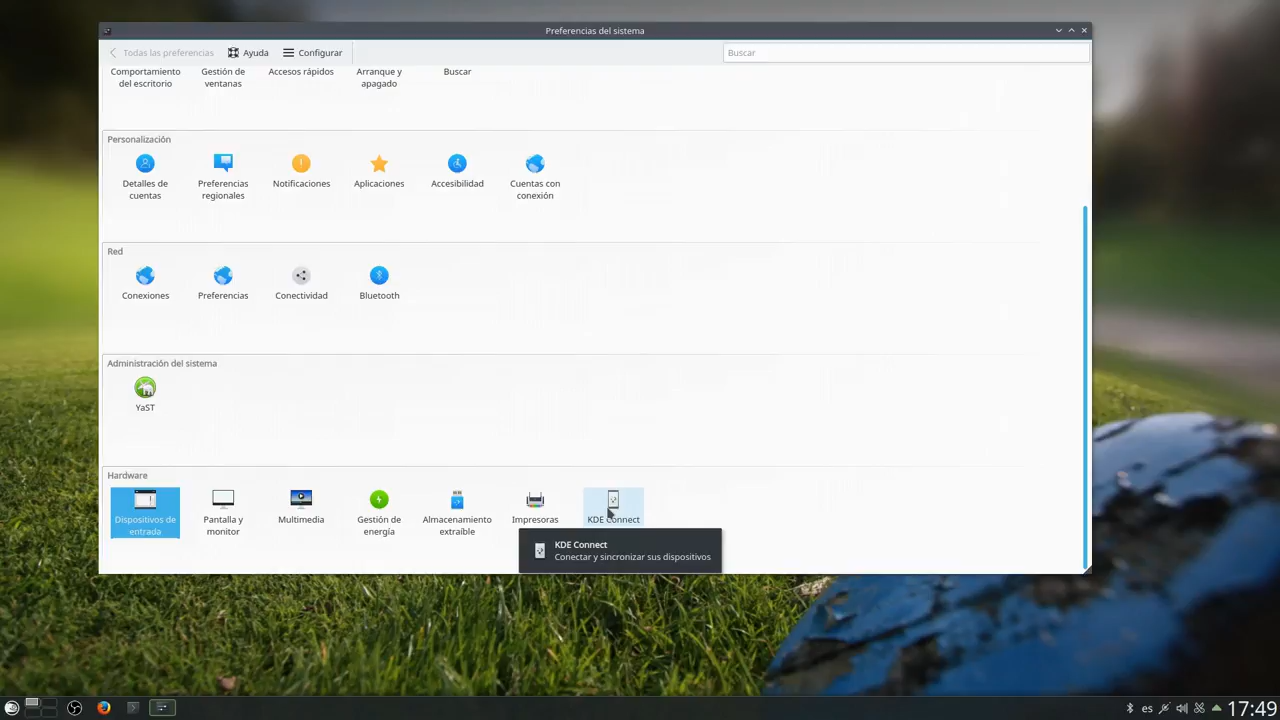 Preferencias del sistema
Todas las preferencias Ayuda Configurar Buscar
Comportamiento del escritorio
Gestión de ventanas
Accesos rápidos
Arranque y apagado
Buscar
Personalización
Detalles de cuentas
Preferencias regionales
Notificaciones
Aplicaciones
Accesibilidad
Cuentas con conexión
Red
Conexiones
Preferencias
Conectividad
Bluetooth
Administración del sistema
YaST
Hardware
Dispositivos de entrada
Pantalla y monitor
Multimedia
Gestión de energía
Almacenamiento extraíble
Impresoras
KDE Connect
KDE Connect
Conectar y sincronizar sus dispositivos
es 17:49